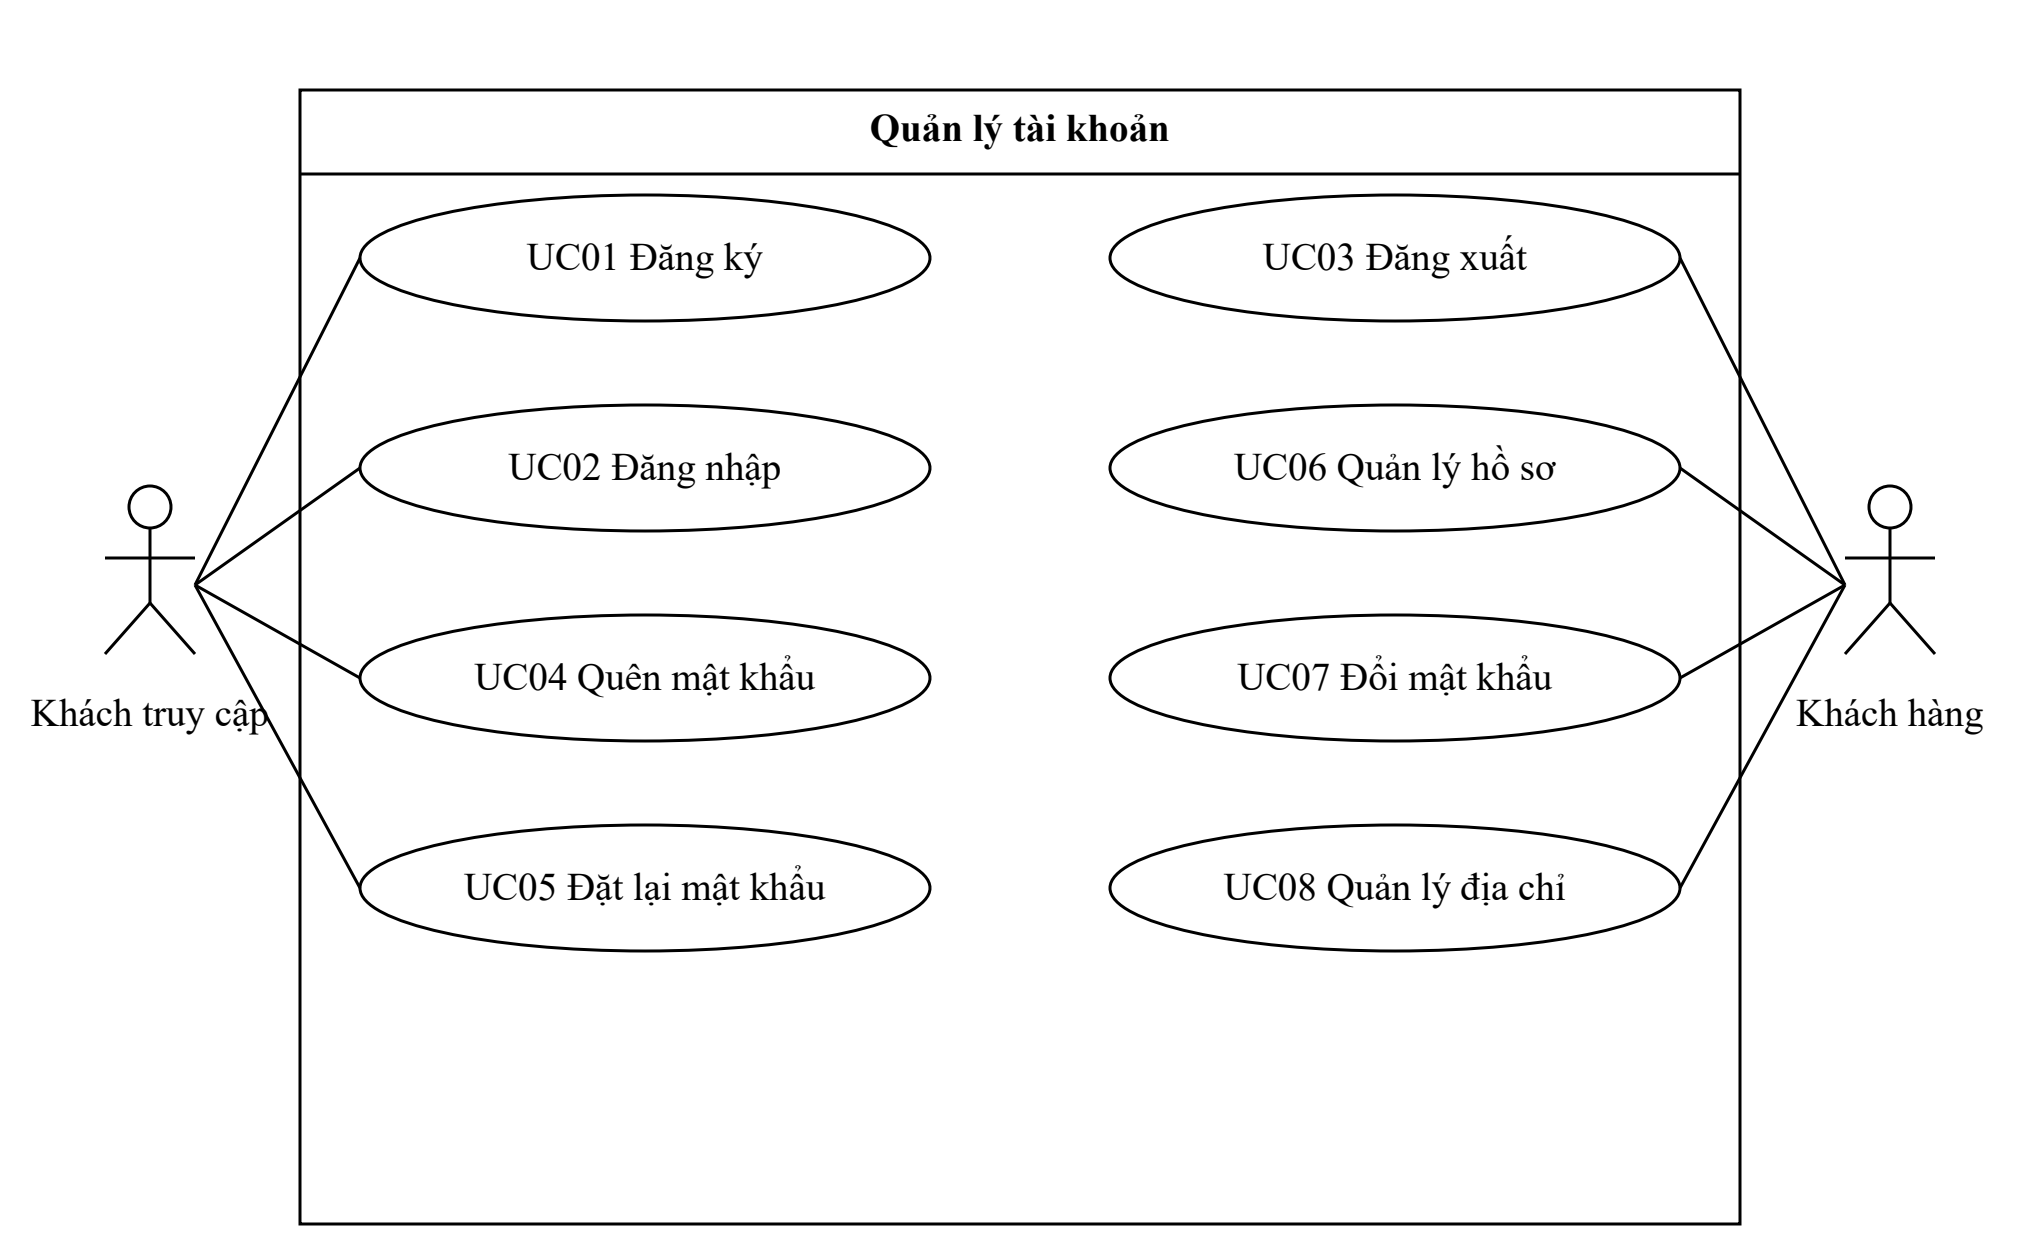 Quản lý tài khoản
UC01 Đăng ký
UC03 Đăng xuất
UC02 Đăng nhập
UC06 Quản lý hồ sơ
UC04 Quên mật khẩu
UC07 Đổi mật khẩu
Khách truy cập
Khách hàng
UC05 Đặt lại mật khẩu
UC08 Quản lý địa chỉ